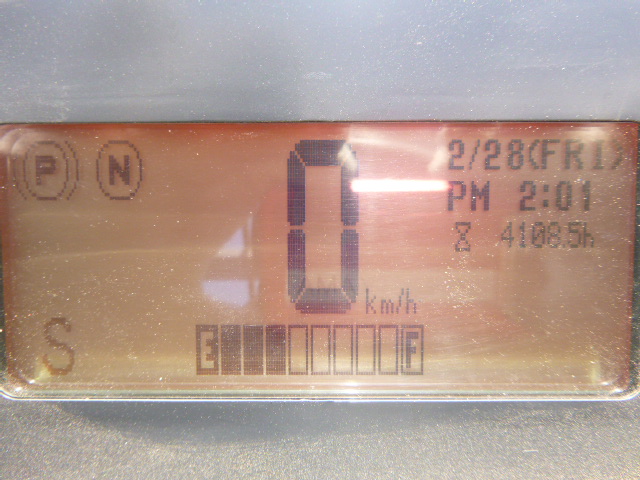 P N
2/28(FRI)
PM 2:01
4108.5h
0 km/h
S
E F